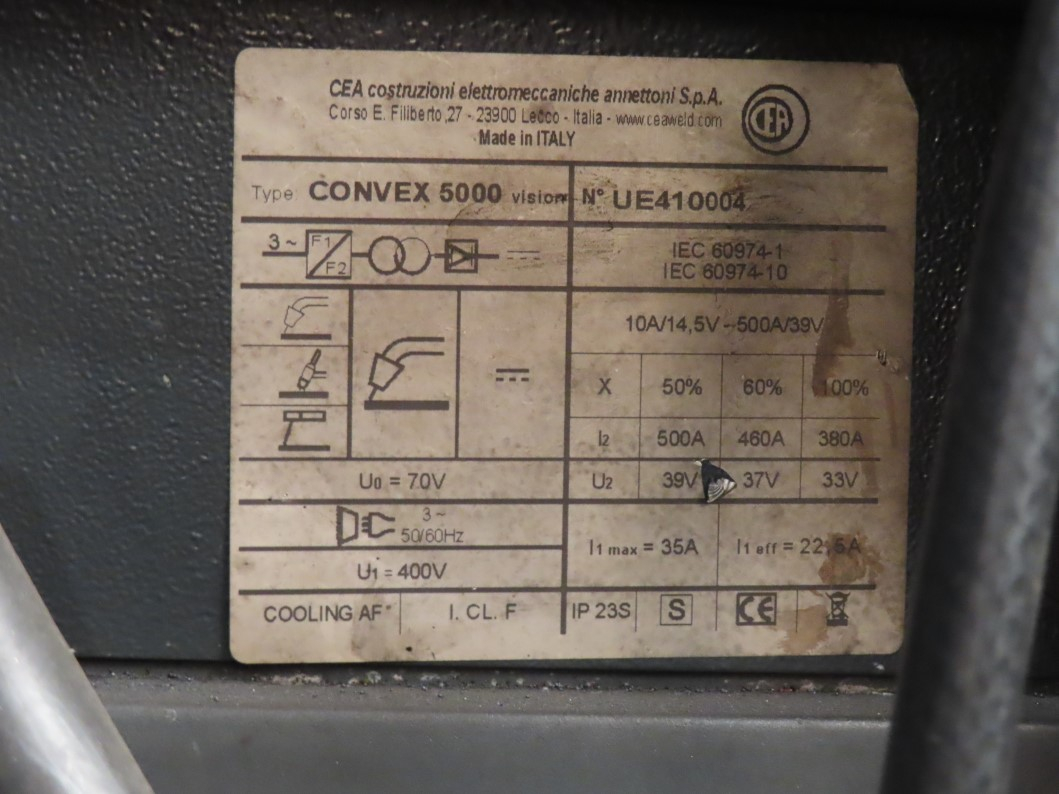 CEA costruzioni elettromeccaniche annettoni S.p.A.
Corso E. Filiberto,27 - 23900 Lecco - Italia - www.ceaweld.com
Made in ITALY
CEA
Type CONVEX 5000 vision N° UE410004
3~ F1 F2
IEC 60974-1
IEC 60974-10
10A/14,5V - 500A/39V
X 50% 60% 100%
I2 500A 460A 380A
U0 = 70V U2 39V 37V 33V
3~
50/60Hz
I1 max = 35A I1 eff = 22,5A
U1 = 400V
COOLING AF I. CL. F IP 23S S CE